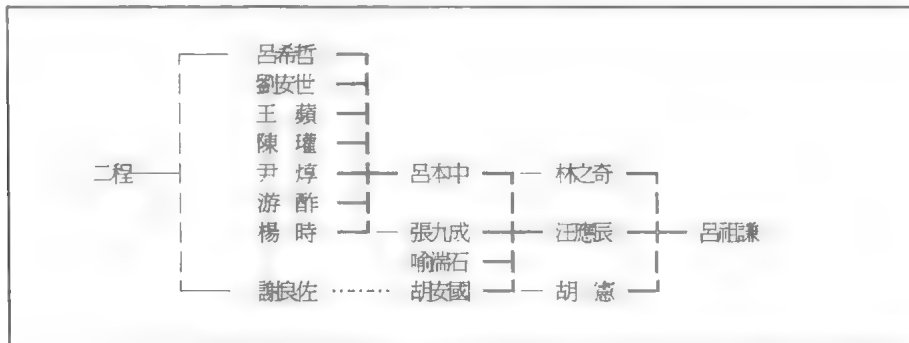 呂希哲
劉安世
王蘋
陳瓘
二程 尹焞 呂本中 林之奇
游酢
楊時 張九成 汪應辰 呂祖謙
喻湍石
謝良佐 胡安國 胡憲